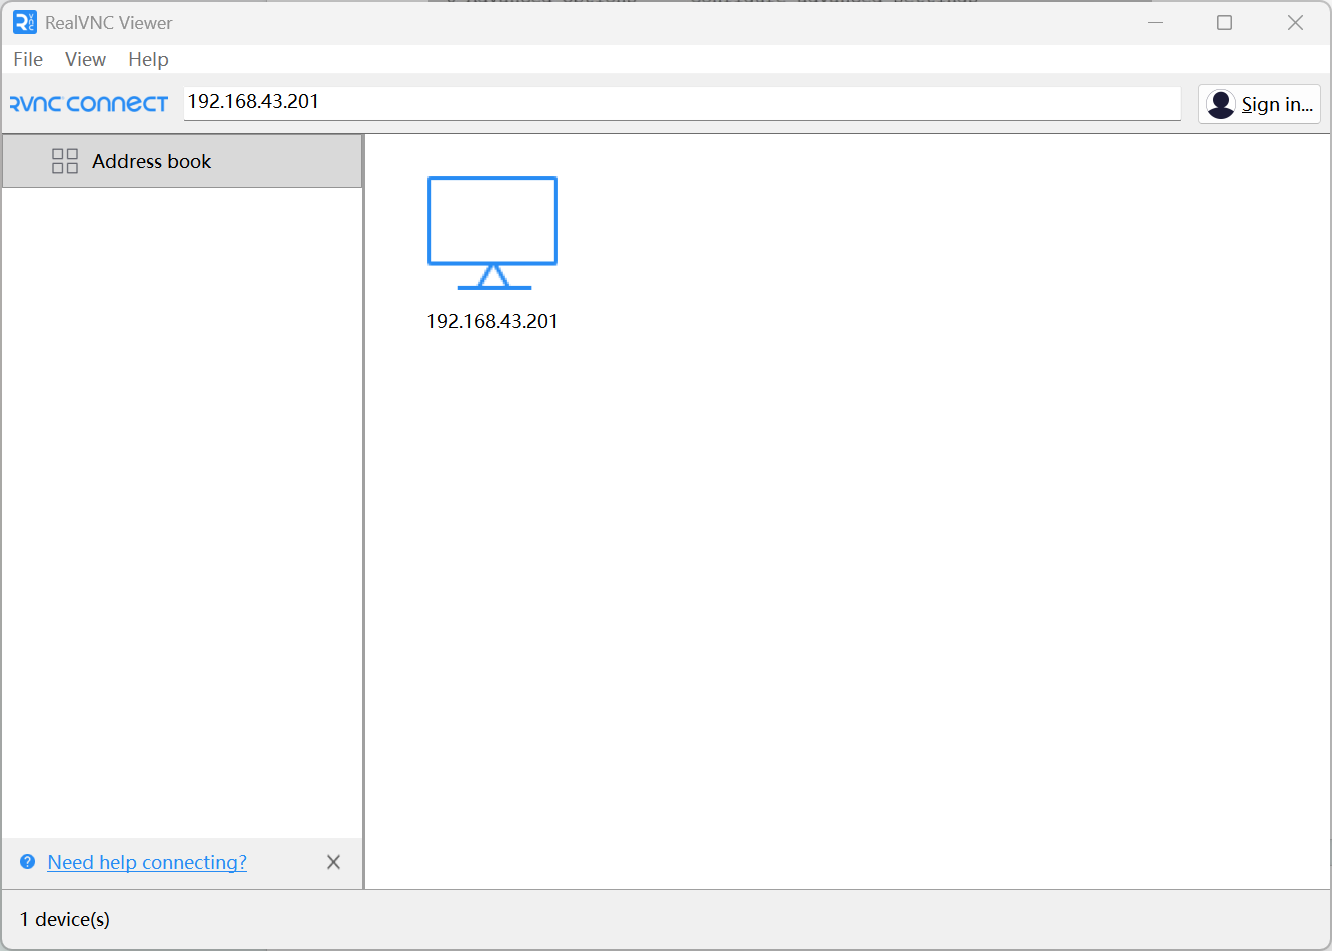 RealVNC Viewer
File View Help
RVNC CONNECT 192.168.43.201 Sign in...
Address book
192.168.43.201
? Need help connecting?
1 device(s)